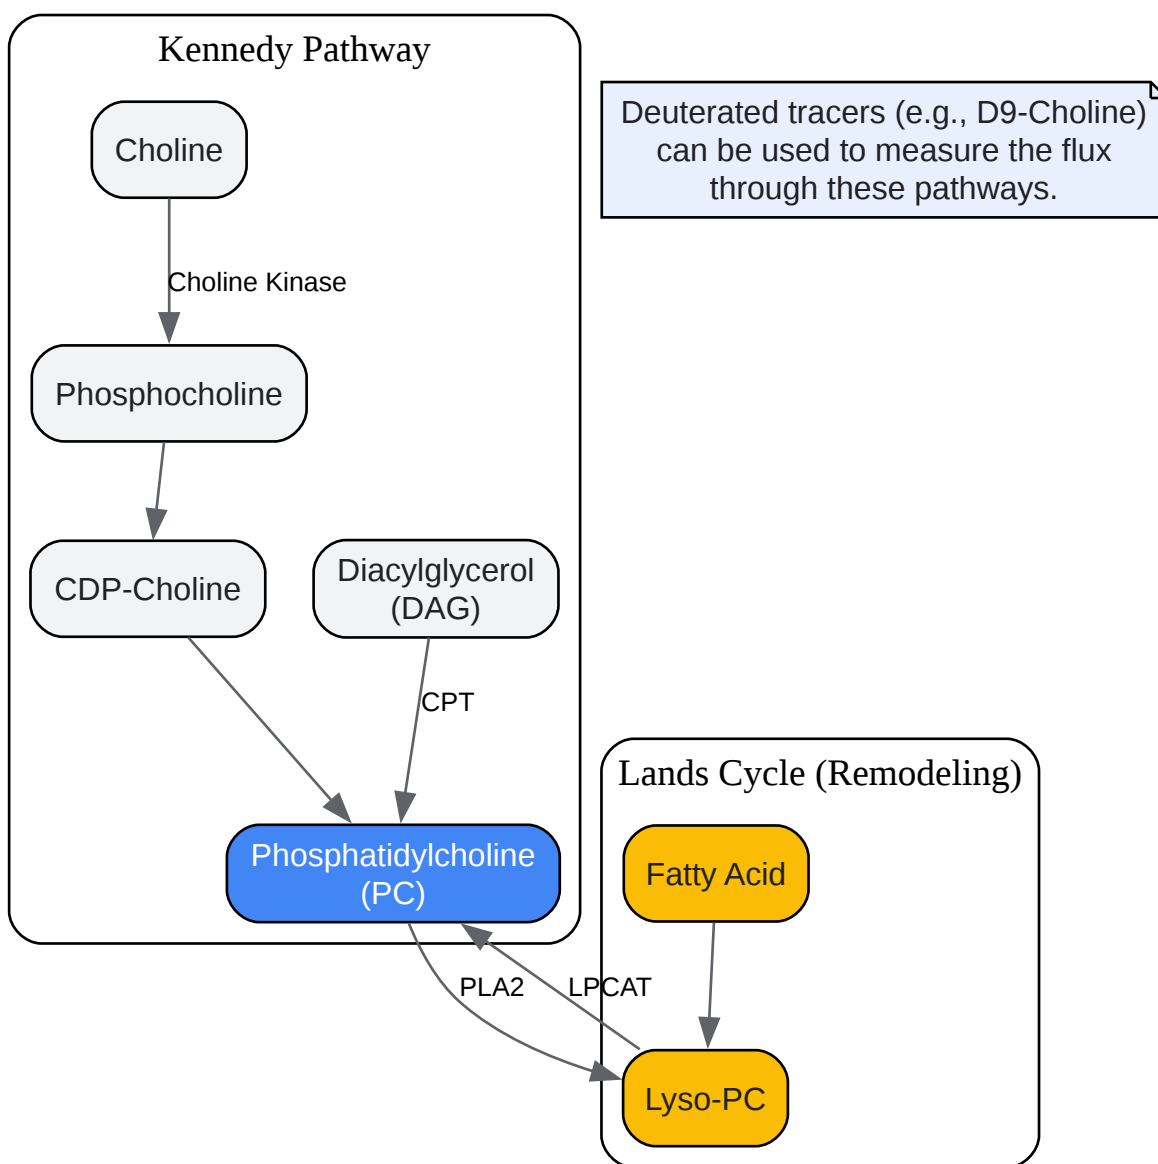 Kennedy Pathway
Choline
Deuterated tracers (e.g., D9-Choline)
can be used to measure the flux
through these pathways.
Choline Kinase
Phosphocholine
CDP-Choline
Diacylglycerol
(DAG)
CPT
Phosphatidylcholine
(PC)
Lands Cycle (Remodeling)
Fatty Acid
PLA2
LPCAT
Lyso-PC